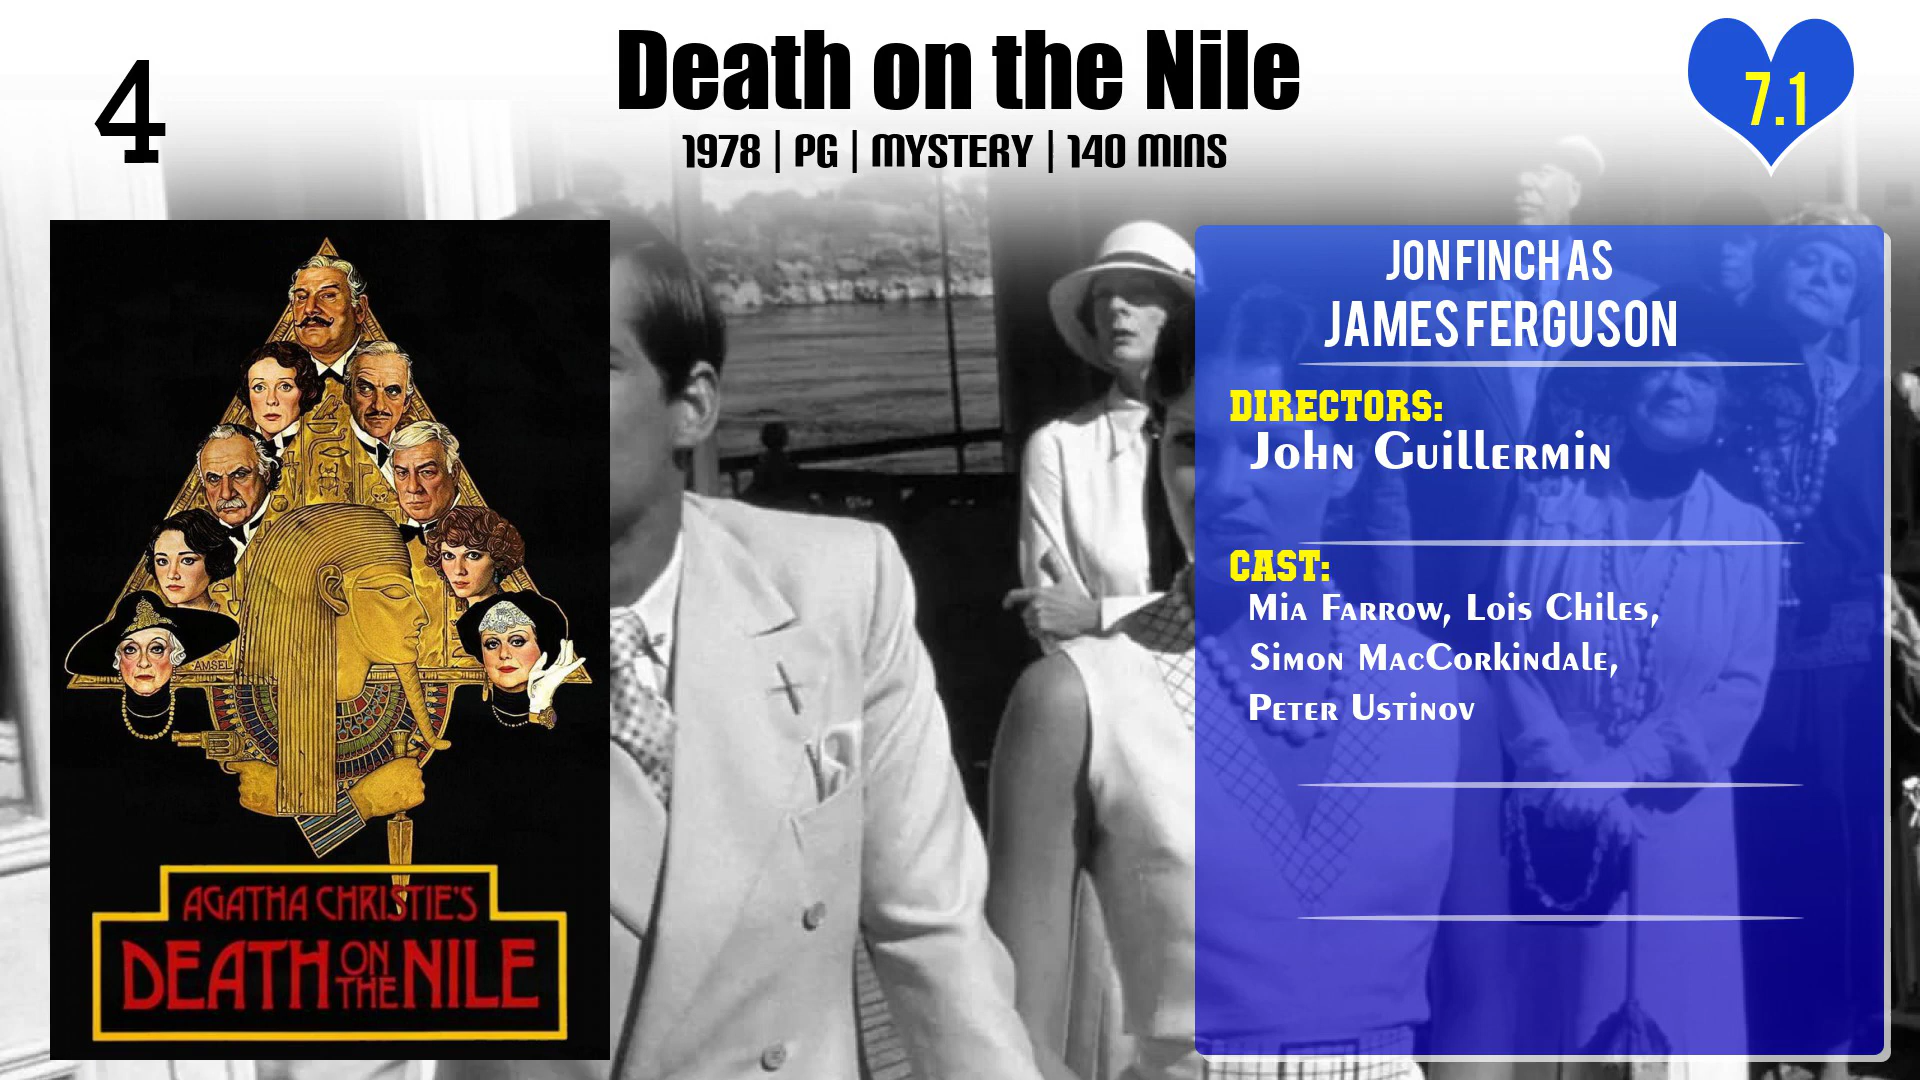 4
Death on the Nile
1978 | PG | MYSTERY | 140 MINS
7.1
AMSEL
AGATHA CHRISTIE'S
DEATH ON THE NILE
JON FINCH AS
JAMES FERGUSON
DIRECTORS:
John Guillermin
CAST:
Mia Farrow, Lois Chiles,
Simon MacCorkindale,
Peter Ustinov